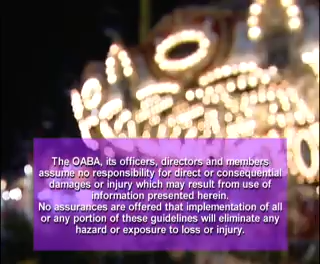 The OABA, its officers, directors and members
assume no responsibility for direct or consequential
damages or injury which may result from use of
information presented herein.
No assurances are offered that implementation of all
or any portion of these guidelines will eliminate any
hazard or exposure to loss or injury.